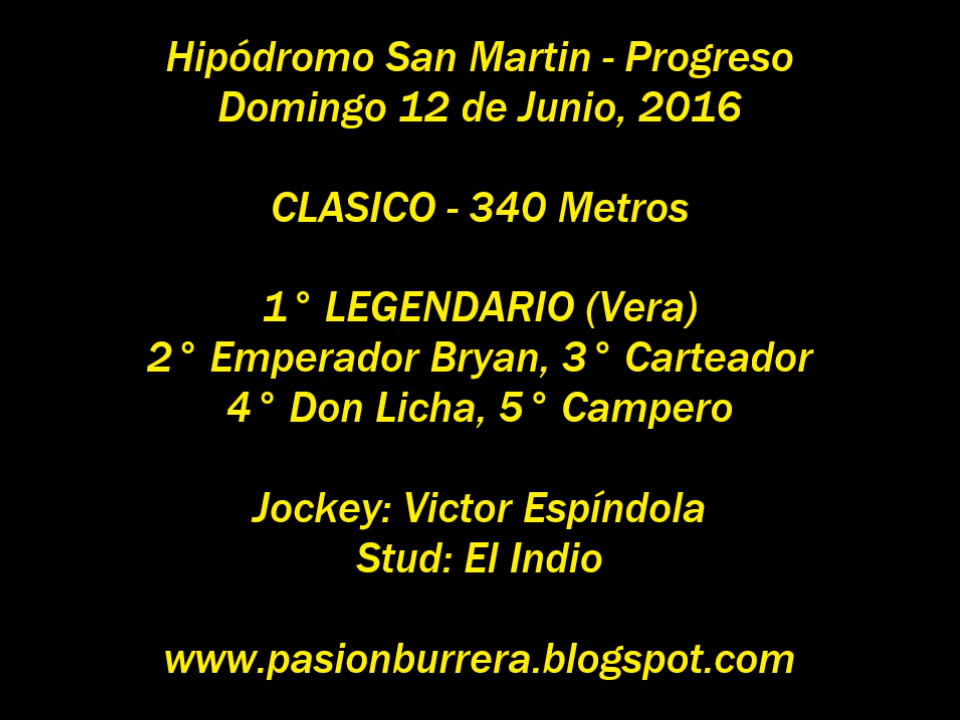 Hipódromo San Martin - Progreso
Domingo 12 de Junio, 2016
CLASICO - 340 Metros
1° LEGENDARIO (Vera)
2° Emperador Bryan, 3° Carteador
4° Don Licha, 5° Campero
Jockey: Victor Espíndola
Stud: El Indio
www.pasionburrera.blogspot.com